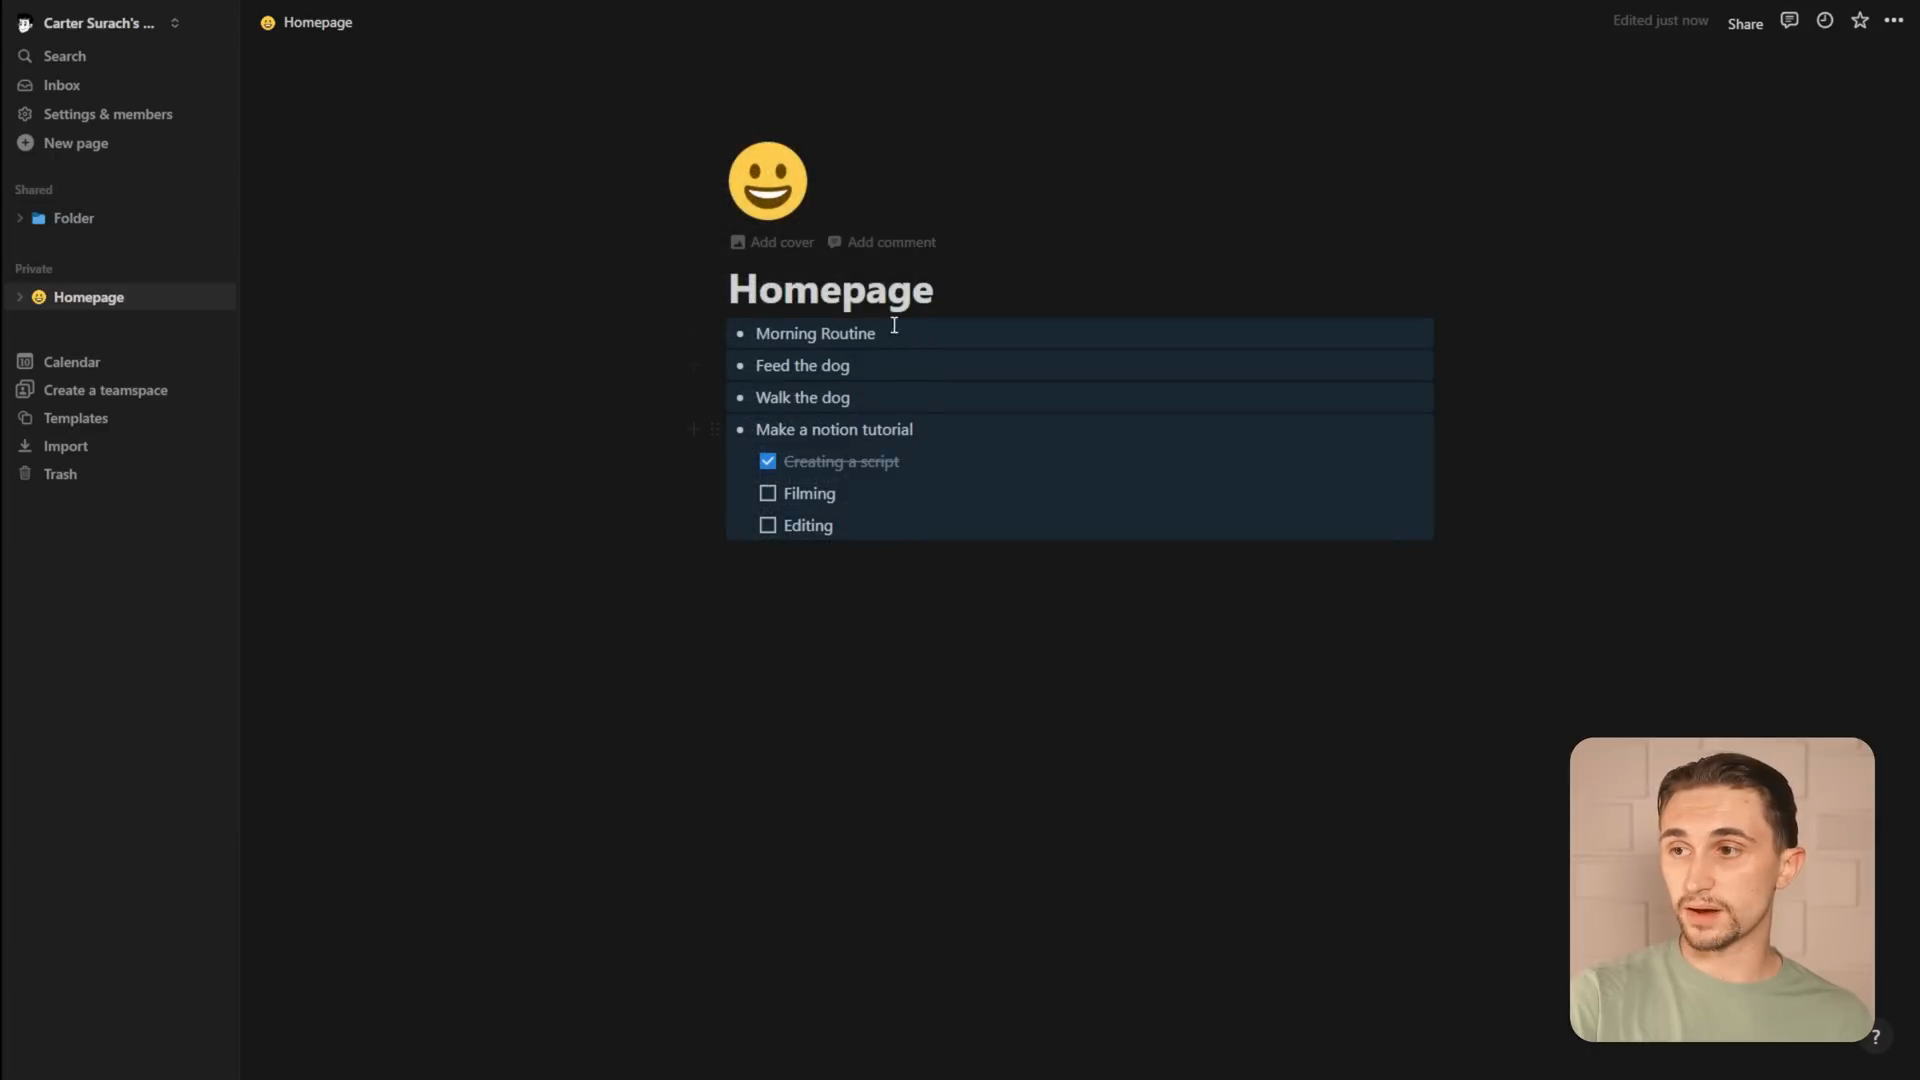 Carter Surach's ...
Search
Inbox
Settings & members
New page
Shared
Folder
Private
Homepage
10
Calendar
Create a teamspace
Templates
Import
Trash
Homepage
Edited just now
Share
Add cover
Add comment
Homepage
• Morning Routine
• Feed the dog
• Walk the dog
• Make a notion tutorial
Creating a script
Filming
Editing
?